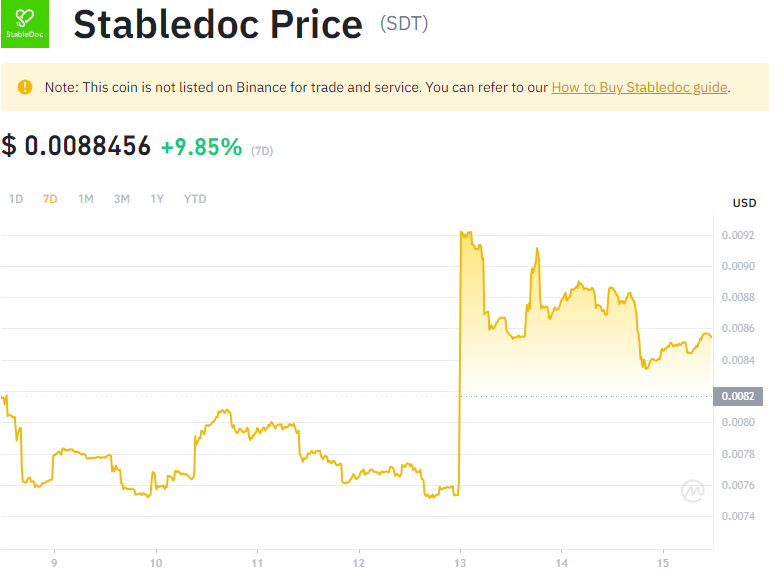 StableDoc
Stabledoc Price (SDT)
Note: This coin is not listed on Binance for trade and service. You can refer to our How to Buy Stabledoc guide.
$ 0.0088456 +9.85% (7D)
1D 7D 1M 3M 1Y YTD
USD
0.0092
0.0090
0.0088
0.0086
0.0084
0.0082
0.0080
0.0078
0.0076
0.0074
9 10 11 12 13 14 15